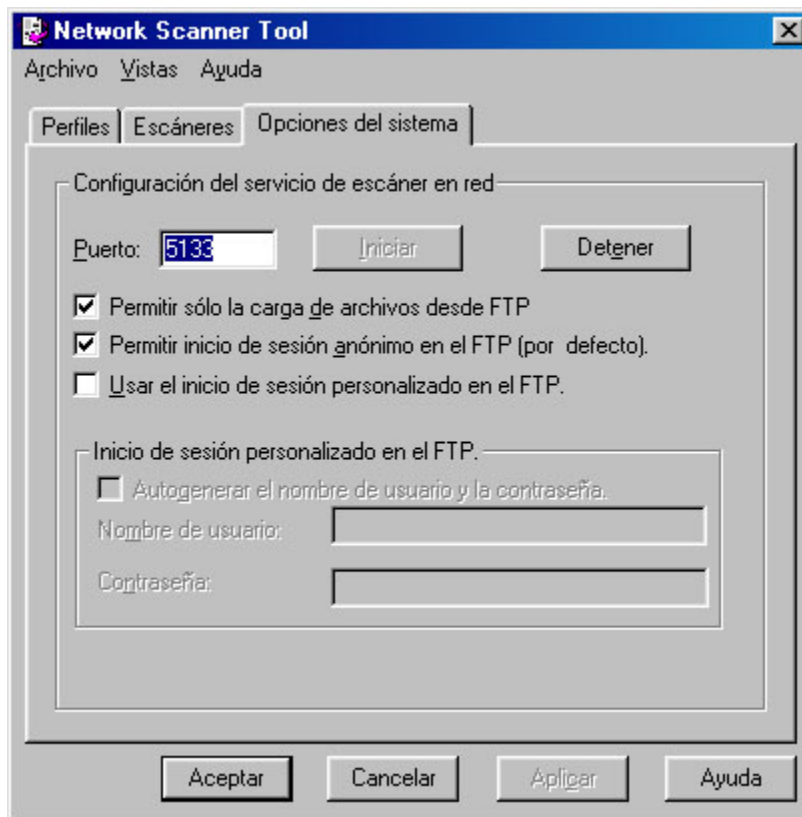 Network Scanner Tool
Archivo Vistas Ayuda
Perfiles Escáneres Opciones del sistema
Configuración del servicio de escáner en red
Puerto: 5133 Iniciar Detener
Permitir sólo la carga de archivos desde FTP
Permitir inicio de sesión anónimo en el FTP (por defecto).
Usar el inicio de sesión personalizado en el FTP.
Inicio de sesión personalizado en el FTP.
Autogenerar el nombre de usuario y la contraseña.
Nombre de usuario:
Contraseña:
Aceptar Cancelar Aplicar Ayuda